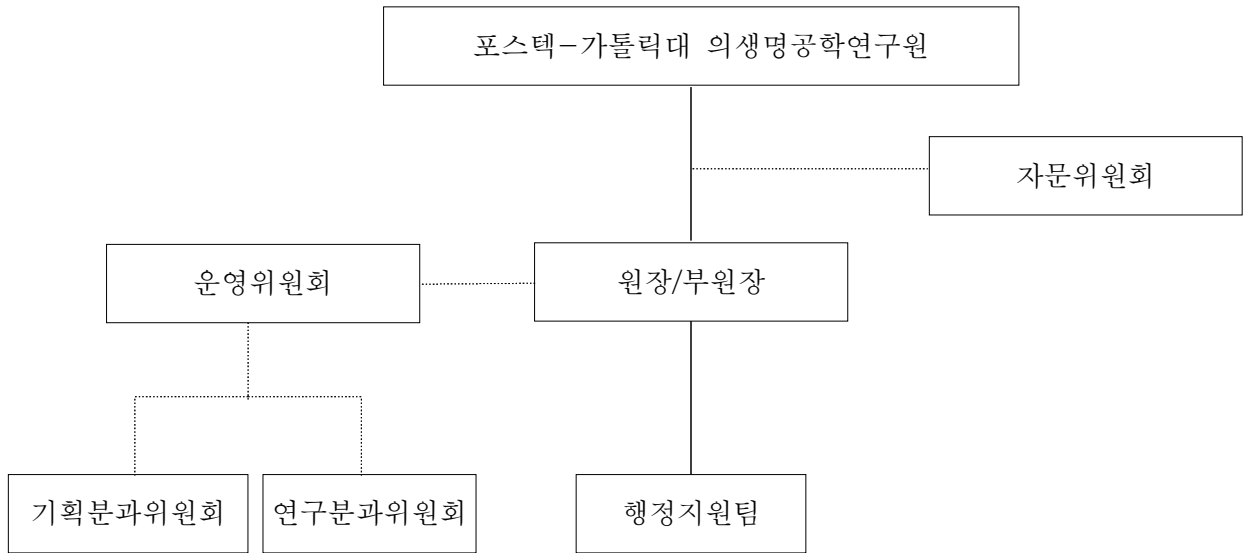 포스텍-가톨릭대 의생명공학연구원
자문위원회
운영위원회
원장/부원장
기획분과위원회
연구분과위원회
행정지원팀